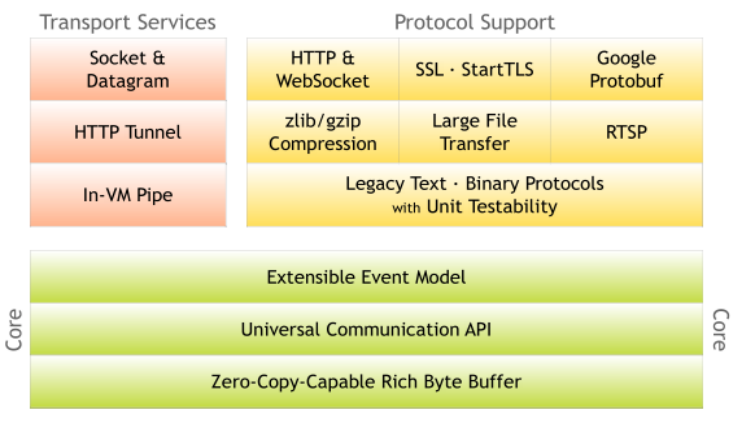 Transport Services
Socket &
Datagram
HTTP Tunnel
In-VM Pipe
Protocol Support
HTTP &
WebSocket
SSL · StartTLS
Google
Protobuf
zlib/gzip
Compression
Large File
Transfer
RTSP
Legacy Text · Binary Protocols
with Unit Testability
Core
Extensible Event Model
Universal Communication API
Zero-Copy-Capable Rich Byte Buffer
Core